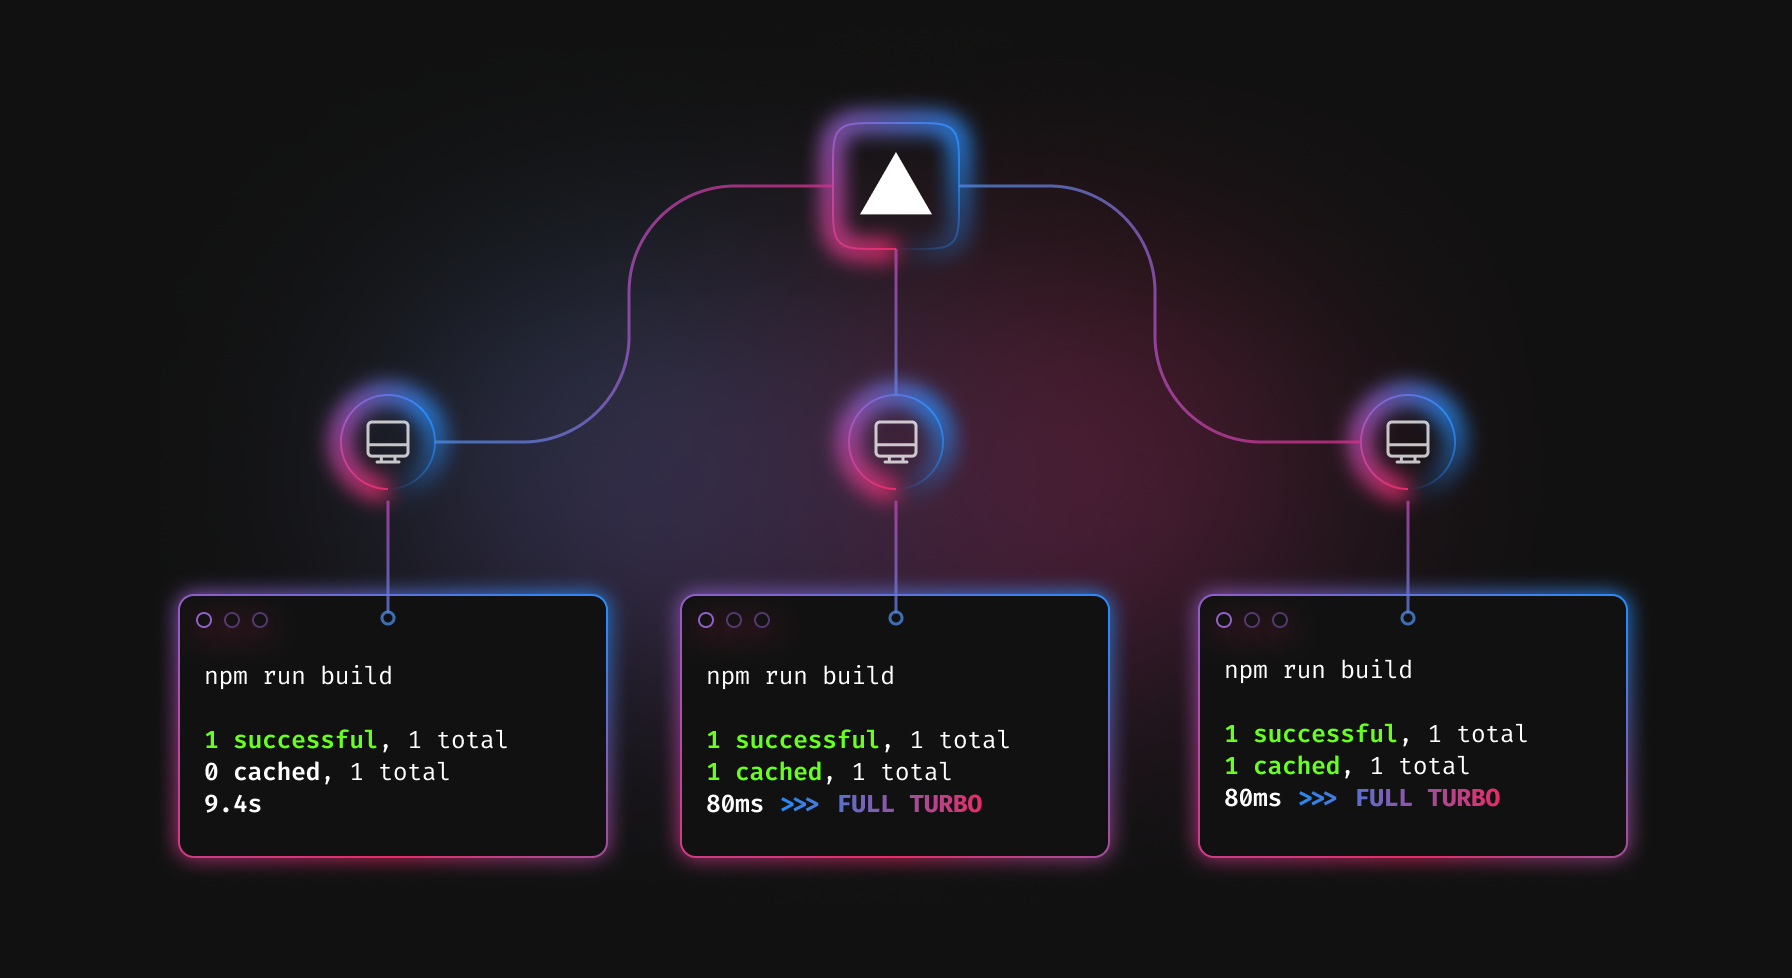 npm run build
1 successful, 1 total
0 cached, 1 total
9.4s
npm run build
1 successful, 1 total
1 cached, 1 total
80ms >>> FULL TURBO
npm run build
1 successful, 1 total
1 cached, 1 total
80ms >>> FULL TURBO